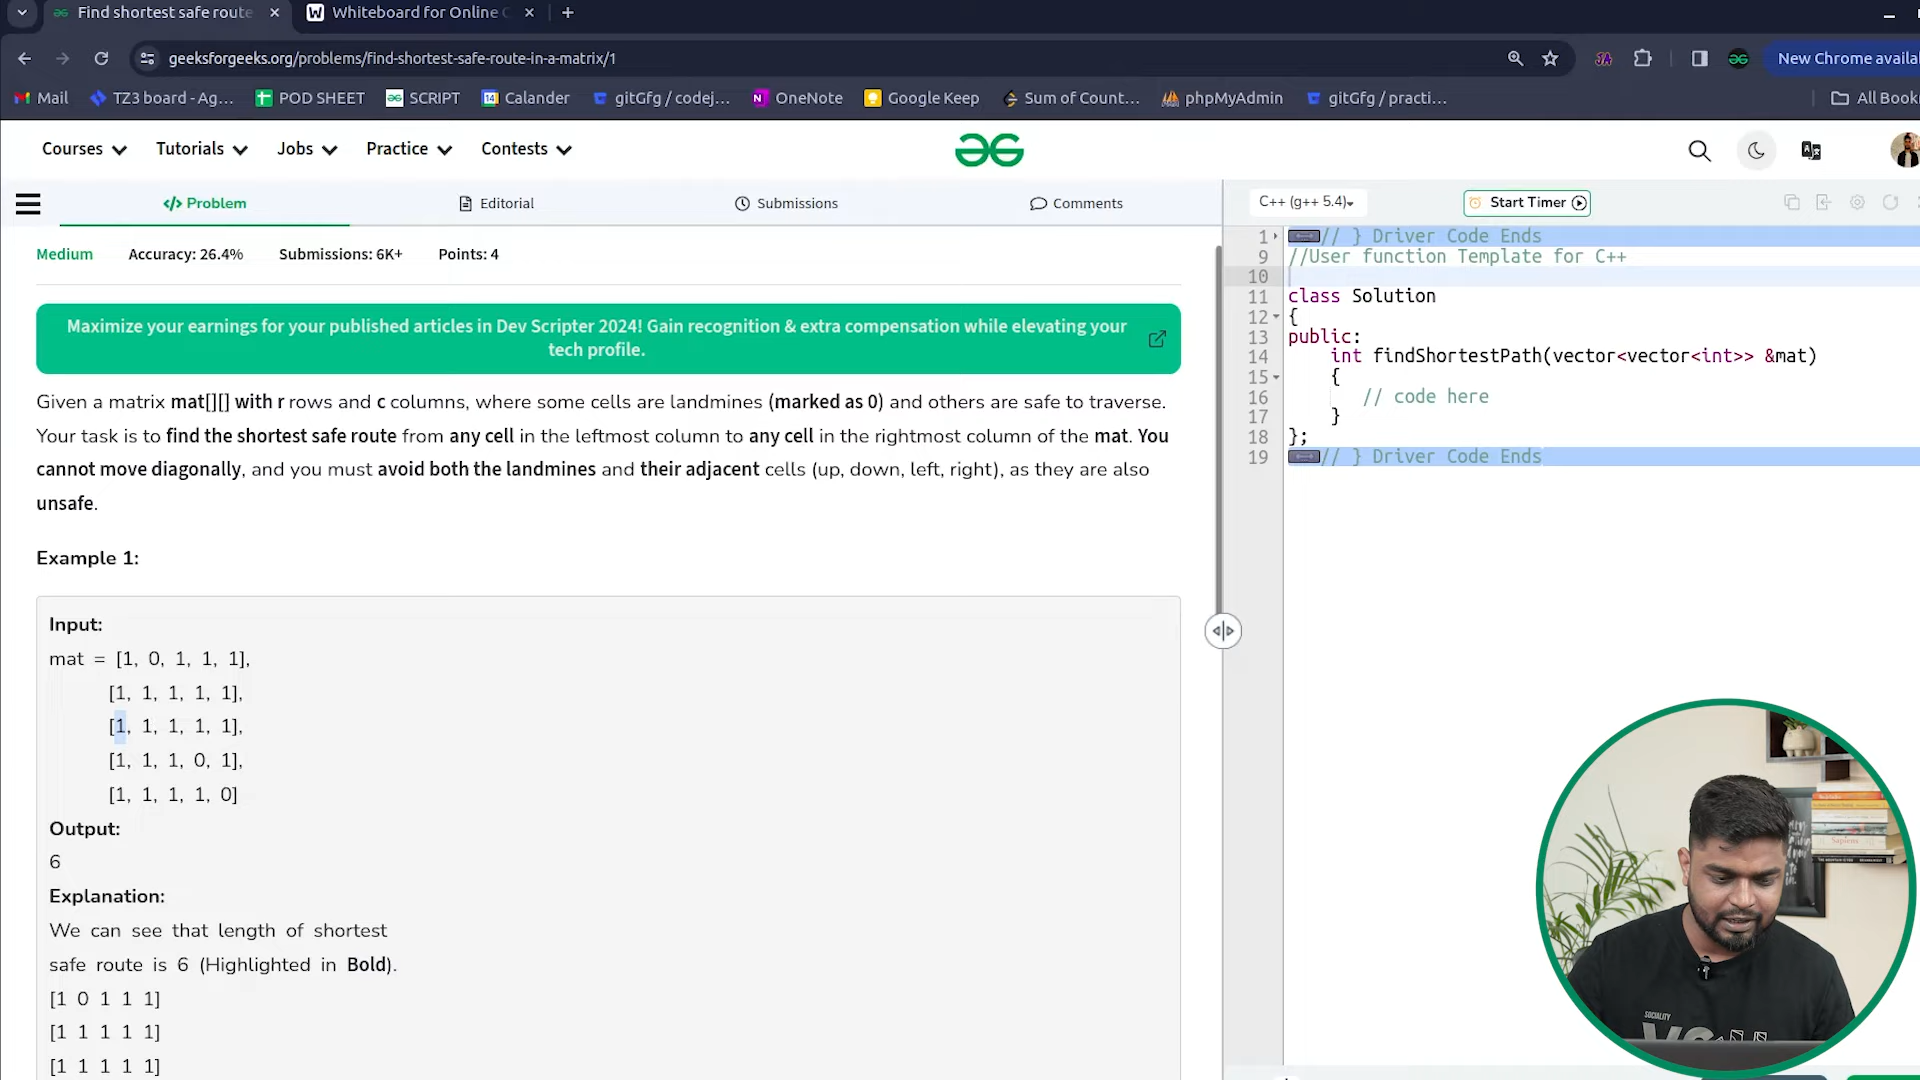 Find shortest safe route
Whiteboard for Online
geeksforgeeks.org/problems/find-shortest-safe-route-in-a-matrix/1
New Chrome availa
Mail
TZ3 board - Ag...
POD SHEET
SCRIPT
Calander
gitGfg / codej...
OneNote
Google Keep
Sum of Count...
phpMyAdmin
gitGfg / practi...
All Book
Courses
Tutorials
Jobs
Practice
Contests
</> Problem
Editorial
Submissions
Comments
Medium
Accuracy: 26.4%
Submissions: 6K+
Points: 4
Maximize your earnings for your published articles in Dev Scripter 2024! Gain recognition & extra compensation while elevating your
tech profile.
Given a matrix mat[][] with r rows and c columns, where some cells are landmines (marked as 0) and others are safe to traverse.
Your task is to find the shortest safe route from any cell in the leftmost column to any cell in the rightmost column of the mat. You
cannot move diagonally, and you must avoid both the landmines and their adjacent cells (up, down, left, right), as they are also
unsafe.
Example 1:
Input:
mat = [1, 0, 1, 1, 1],
[1, 1, 1, 1, 1],
[1, 1, 1, 1, 1],
[1, 1, 1, 0, 1],
[1, 1, 1, 1, 0]
Output:
6
Explanation:
We can see that length of shortest
safe route is 6 (Highlighted in Bold).
[1 0 1 1 1]
[1 1 1 1 1]
[1 1 1 1 1]
C++ (g++ 5.4)
Start Timer
1 // } Driver Code Ends
9 //User function Template for C++
10
11 class Solution
12 {
13 public:
14 int findShortestPath(vector<vector<int>> &mat)
15 {
16 // code here
17 }
18 };
19 // } Driver Code Ends
SOCIALITY